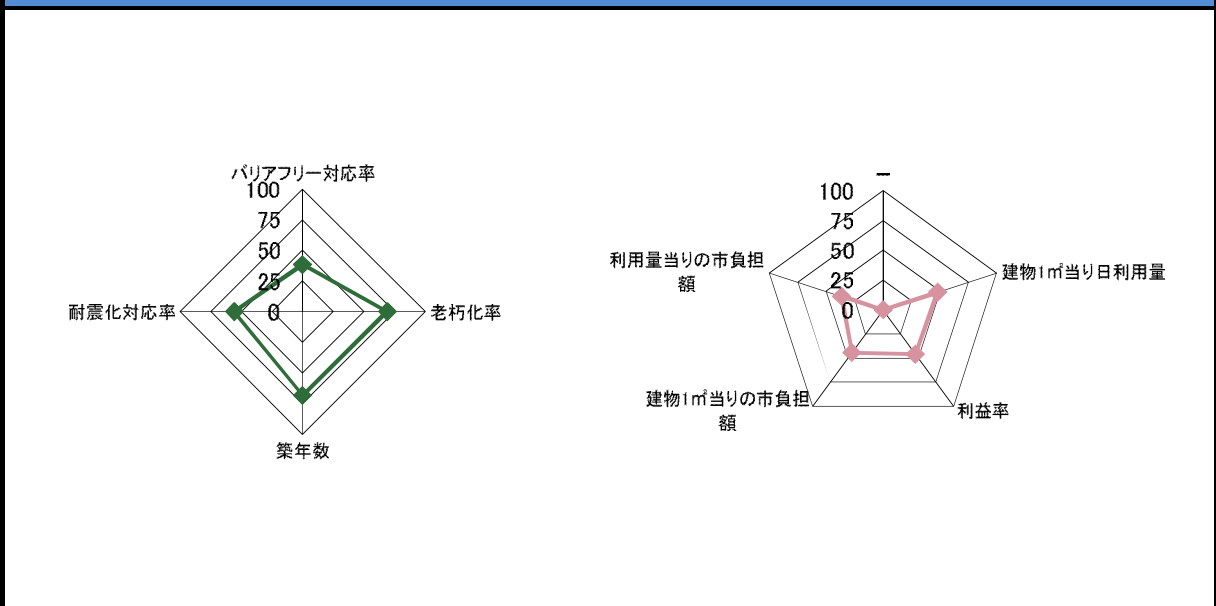 バリアフリー対応率
100
75
50
25
0
耐震化対応率
老朽化率
築年数
ー
100
75
50
25
0
利用量当りの市負担
額
建物1㎡当り日利用量
建物1㎡当りの市負担
額
利益率